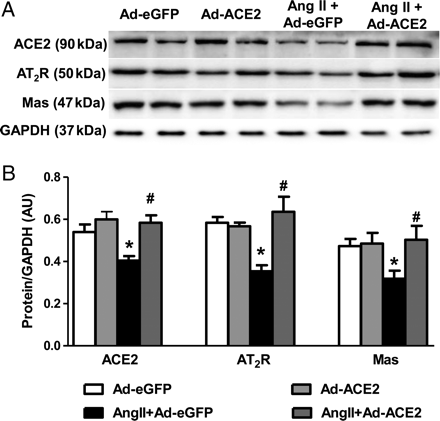 A
Ad-eGFP Ad-ACE2 Ang II + Ad-eGFP Ang II + Ad-ACE2
ACE2 (90 kDa)
AT2R (50 kDa)
Mas (47 kDa)
GAPDH (37 kDa)
B
Protein/GAPDH (AU)
0.8
0.6
0.4
0.2
0.0
* #
* #
* #
ACE2 AT2R Mas
Ad-eGFP Ad-ACE2
AngII+Ad-eGFP AngII+Ad-ACE2